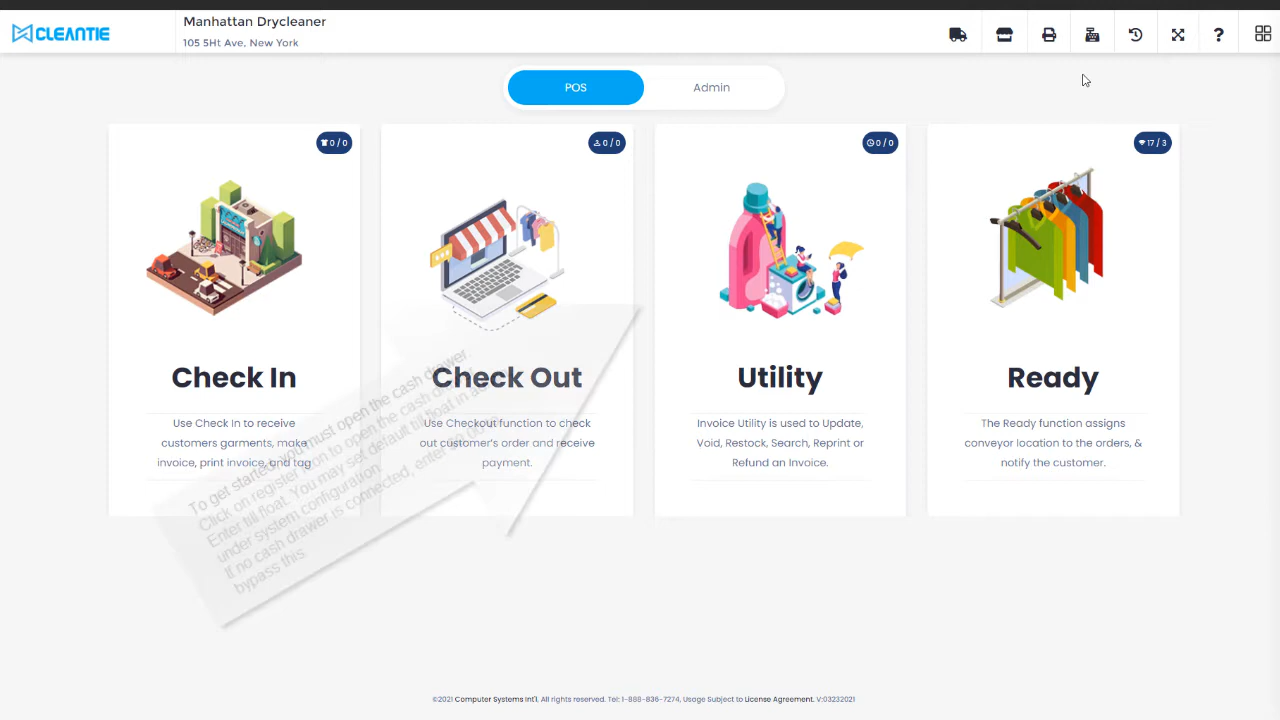 CLEANTIE
Manhattan Drycleaner
105 5Ht Ave, New York
POS
Admin
0 / 0
0 / 0
0 / 0
17 / 3
Check In
Use Check In to receive
customers garments, make
invoice, print invoice, and tag
Check Out
Use Checkout function to check
out customer's order and receive
payment.
Utility
Invoice Utility is used to Update,
Void, Restock, Search, Reprint or
Refund an Invoice.
Ready
The Ready function assigns
conveyor location to the orders, &
notify the customer.
To get started, you must open the cash drawer.
Click on register icon to open the cash drawer
Enter till float. You may set default till float in
under system configuration
If no cash drawer is connected, enter
bypass this.
©2021 Computer Systems Int'l. All rights reserved. Tel: 1-888-836-7274, Usage Subject to License Agreement. V:03232021